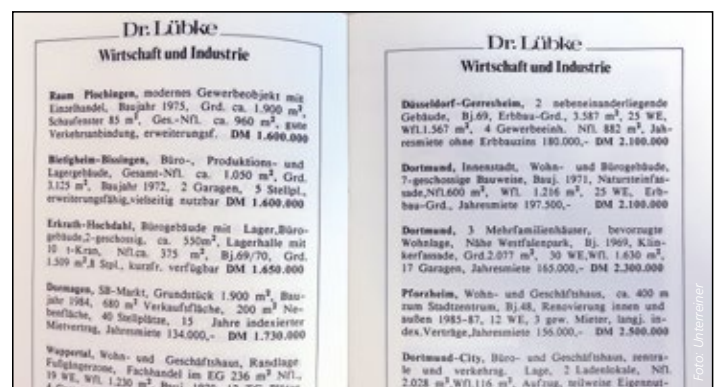 Dr. Lübke
Wirtschaft und Industrie
Raum Plochingen, modernes Gewerbeobjekt mit
Einzelhandel, Baujahr 1975, Grd. ca. 1.900 m²,
Schaufenster 85 m², Ges.-Nfl. ca. 960 m², gute
Verkehrsanbindung, erweiterungsf. DM 1.600.000
Bietigheim-Bissingen, Büro-, Produktions- und
Lagergebäude, Gesamt-Nfl. ca. 1.050 m², Grd.
3.125 m², Baujahr 1972, 2 Garagen, 5 Stellpl.,
erweiterungsfähig,vielseitig nutzbar DM 1.600.000
Erkrath-Hochdahl, Bürogebäude mit Lager,Büro-
gebäude,2-geschossig, ca. 550m², Lagerhalle mit
10 t-Kran, Nfl.ca. 375 m², Bj.69/70, Grd.
1.509 m²,8 Stpl., kurzfr. verfügbar DM 1.650.000
Dormagen, SB-Markt, Grundstück 1.900 m², Bau-
jahr 1984, 680 m² Verkaufsfläche, 200 m² Ne-
benfläche, 40 Stellplätze, 15 Jahre indexierter
Mietvertrag, Jahresmiete 134.000,- DM 1.730.000
Wuppertal, Wohn- und Geschäftshaus, Randlage
Fußgängerzone, Fachhandel im EG 236 m² Nfl.,
19 WE, Wfl. 1.230 m²
Dr. Lübke
Wirtschaft und Industrie
Düsseldorf-Gerresheim, 2 nebeneinanderliegende
Gebäude, Bj.69, Erbbau-Grd., 3.587 m², 25 WE,
Wfl.1.567 m², 4 Gewerbeeinh. Nfl. 882 m², Jah-
resmiete ohne Erbbauzins 180.000,- DM 2.100.000
Dortmund, Innenstadt, Wohn- und Bürogebäude,
7-geschossige Bauweise, Bauj. 1971, Natursteinfas-
sade,Nfl.600 m², Wfl. 1.216 m², 25 WE, Erb-
bau-Grd., Jahresmiete 197.500,- DM 2.100.000
Dortmund, 3 Mehrfamilienhäuser, bevorzugte
Wohnlage, Nähe Westfalenpark, Bj. 1969, Klin-
kerfassade, Grd.2.077 m², 30 WE,Wfl. 1.630 m²,
17 Garagen, Jahresmiete 165.000,- DM 2.300.000
Pforzheim, Wohn- und Geschäftshaus, ca. 400 m
zum Stadtzentrum, Bj.48, Renovierung innen und
außen 1985-87, 12 WE, 3 gew. Mieter, langj. in-
dex.Verträge,Jahresmiete 156.000,- DM 2.500.000
Dortmund-City, Büro- und Geschäftshaus, zentra-
le und verkehrsg. Lage, 2 Ladenlokale, Nfl.
2.028 m²,Wfl.116 m², Aufzug, teilweise Eigennut-
Foto: Unterreiner